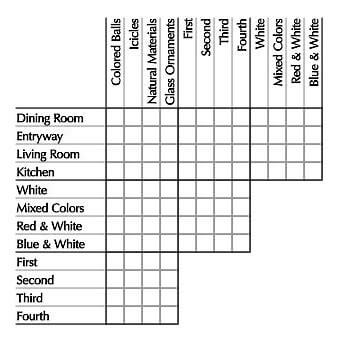 Colored Balls
Icicles
Natural Materials
Glass Ornaments
First
Second
Third
Fourth
White
Mixed Colors
Red & White
Blue & White
Dining Room
Entryway
Living Room
Kitchen
White
Mixed Colors
Red & White
Blue & White
First
Second
Third
Fourth